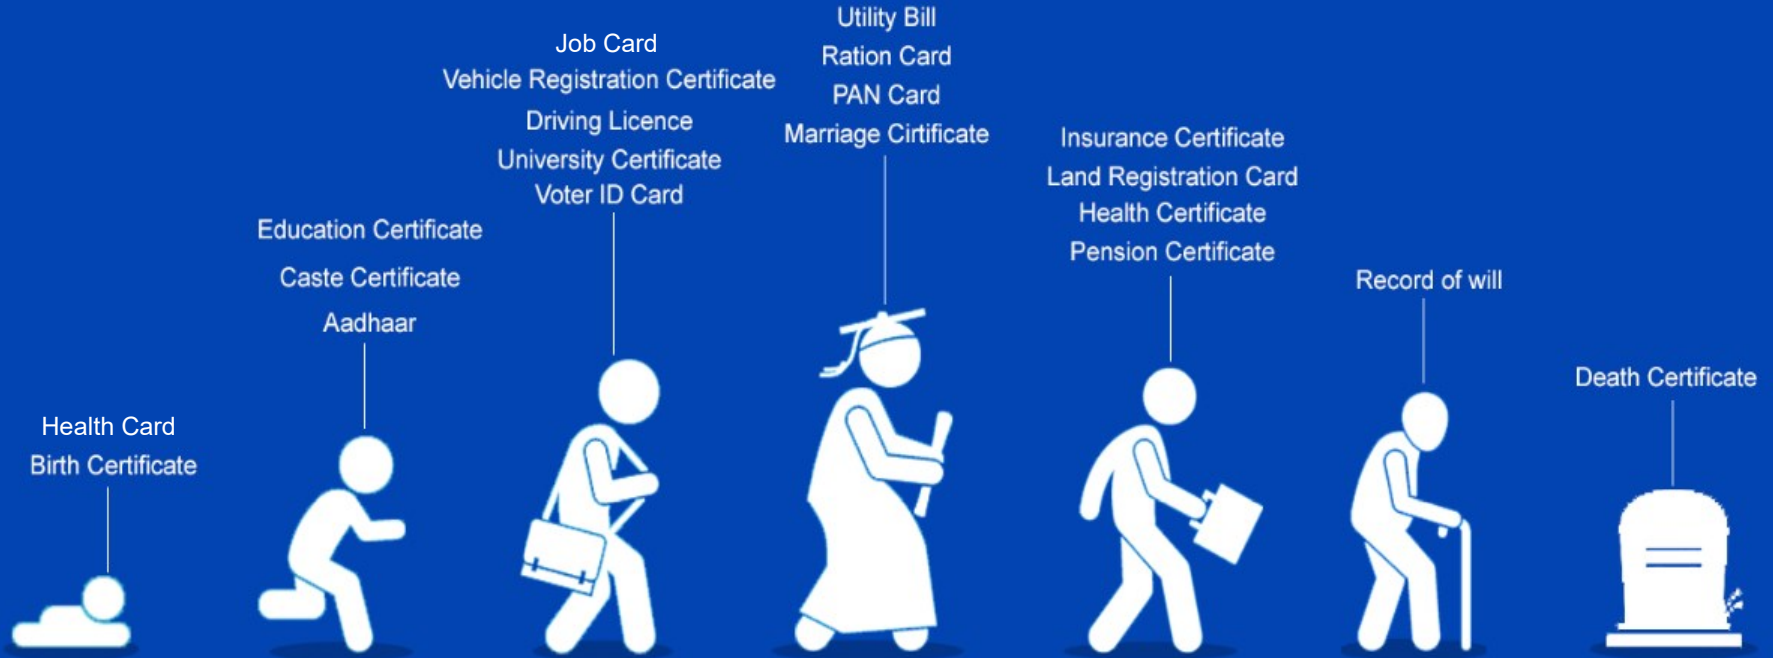 Health Card
Birth Certificate
Education Certificate
Caste Certificate
Aadhaar
Job Card
Vehicle Registration Certificate
Driving Licence
University Certificate
Voter ID Card
Utility Bill
Ration Card
PAN Card
Marriage Cirtificate
Insurance Certificate
Land Registration Card
Health Certificate
Pension Certificate
Record of will
Death Certificate